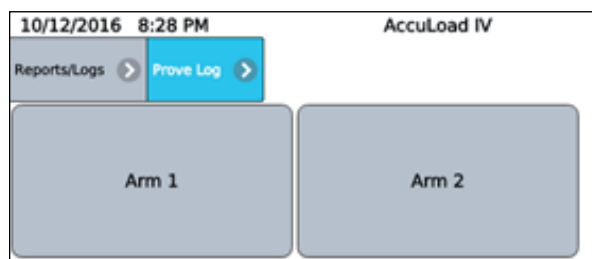 10/12/2016 8:28 PM AccuLoad IV
Reports/Logs Prove Log
Arm 1 Arm 2